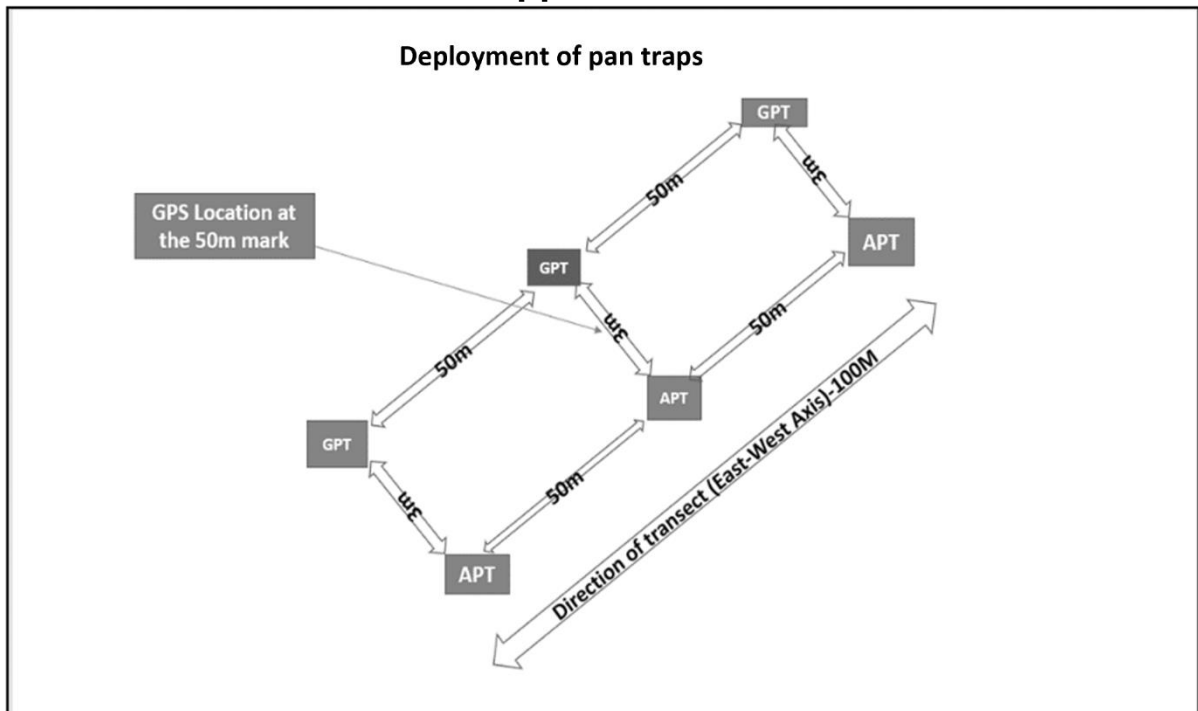 Deployment of pan traps
GPT
3m
50m
GPS Location at
the 50m mark
APT
GPT
3m
50m
50m
APT
GPT
3m
50m
APT
Direction of transect (East-West Axis)-100M